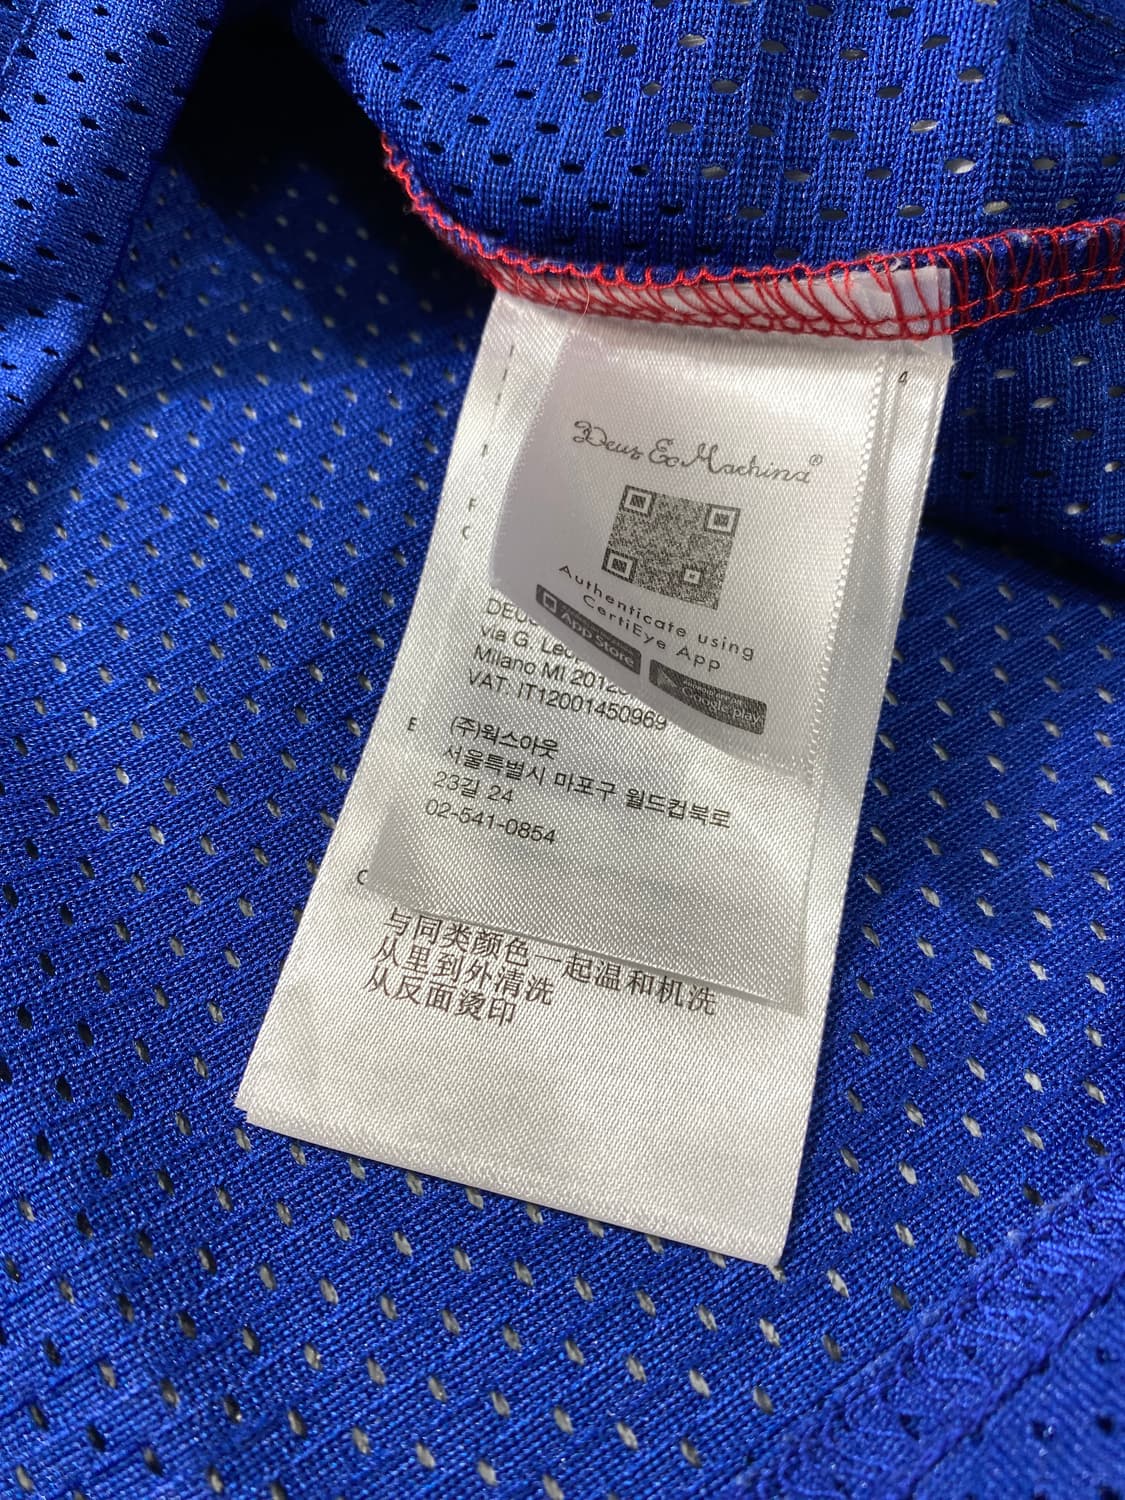 Deus Ex Machina®
Authenticate using
CertiEye App
App Store
Google Play
4
F
C
DEUS
via G. Leo
Milano MI 2012
VAT: IT12001450969
E
(주)웍스아웃
서울특별시 마포구 월드컵북로
23길 24
02-541-0854
C
与同类颜色一起温和机洗
从里到外清洗
从反面烫印